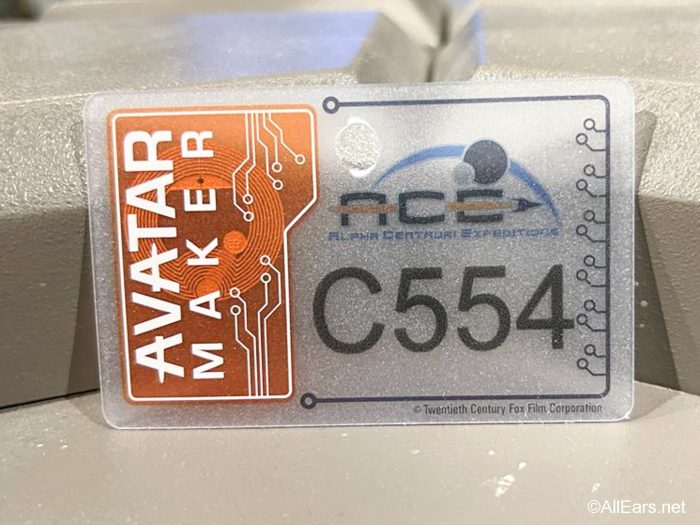 AVATAR
MAKER
ACE
ALPHA CENTAURI EXPEDITIONS
C554
© Twentieth Century Fox Film Corporation
©AllEars.net